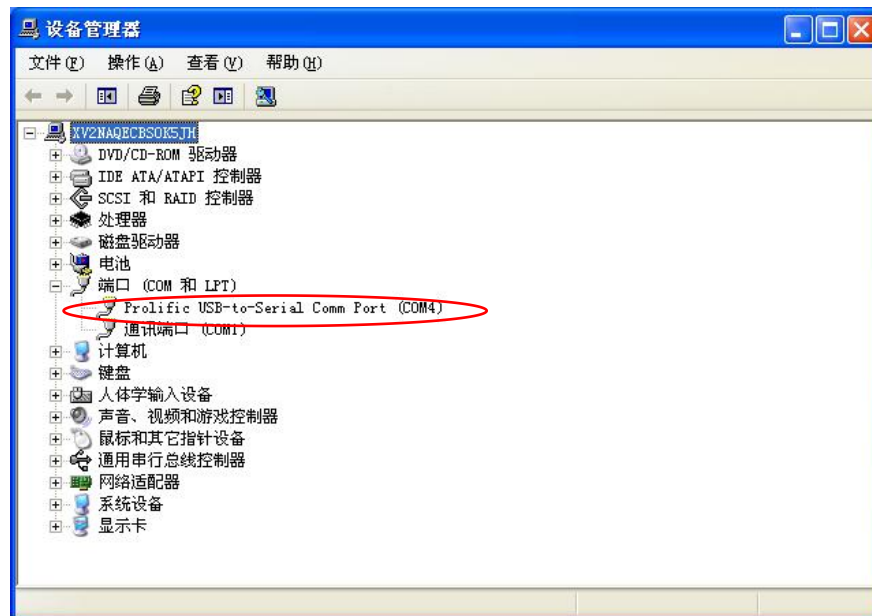 设备管理器
文件(F) 操作(A) 查看(V) 帮助(H)
XV2NAQECBSOK5JH
DVD/CD-ROM 驱动器
IDE ATA/ATAPI 控制器
SCSI 和 RAID 控制器
处理器
磁盘驱动器
电池
端口 (COM 和 LPT)
Prolific USB-to-Serial Comm Port (COM4)
通讯端口 (COM1)
计算机
键盘
人体学输入设备
声音、视频和游戏控制器
鼠标和其它指针设备
通用串行总线控制器
网络适配器
系统设备
显示卡